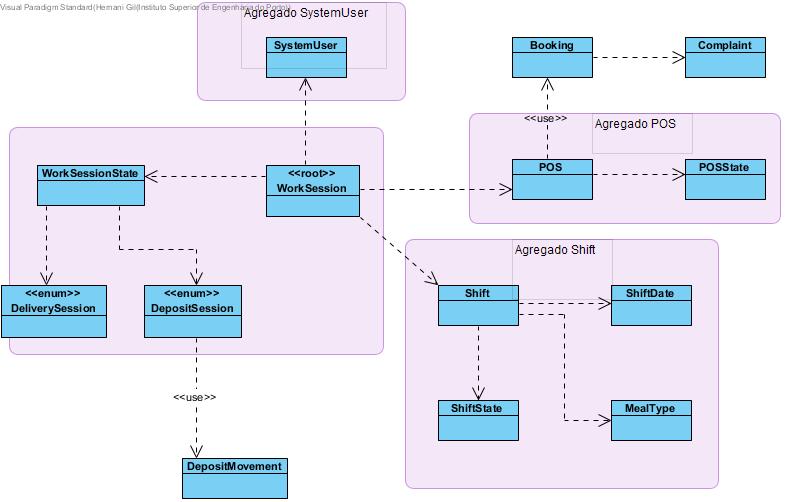 Visual Paradigm Standard(Hernani Gil(Instituto Superior de Engenharia do Porto))
Agregado SystemUser
SystemUser
Booking
Complaint
<<use>>
Agregado POS
POS
POSState
WorkSessionState
<<root>>
WorkSession
Agregado Shift
<<enum>>
DeliverySession
<<enum>>
DepositSession
Shift
ShiftDate
<<use>>
ShiftState
MealType
DepositMovement